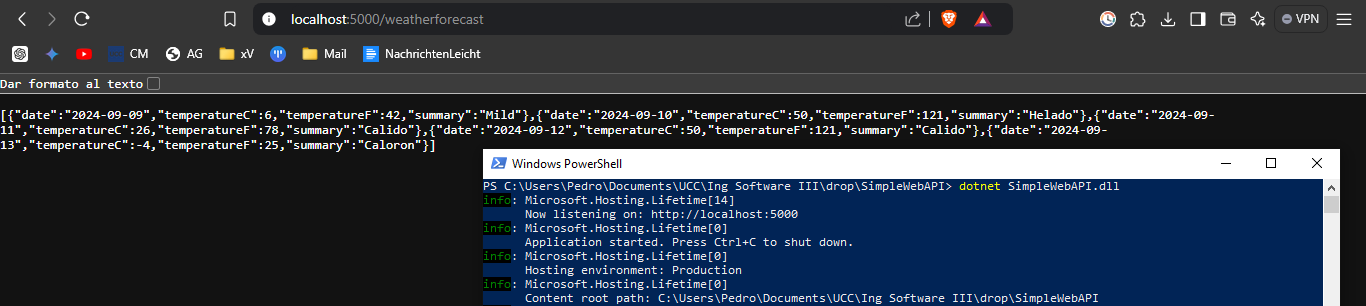 localhost:5000/weatherforecast
VPN
CM
AG
xV
Mail
NachrichtenLeicht
Dar formato al texto
[{"date":"2024-09-09","temperatureC":6,"temperatureF":42,"summary":"Mild"},{"date":"2024-09-10","temperatureC":50,"temperatureF":121,"summary":"Helado"},{"date":"2024-09-
11","temperatureC":26,"temperatureF":78,"summary":"Calido"},{"date":"2024-09-12","temperatureC":50,"temperatureF":121,"summary":"Calido"},{"date":"2024-09-
13","temperatureC":-4,"temperatureF":25,"summary":"Caloron"}]
Windows PowerShell
PS C:\Users\Pedro\Documents\UCC\Ing Software III\drop\SimpleWebAPI> dotnet SimpleWebAPI.dll
info: Microsoft.Hosting.Lifetime[14]
Now listening on: http://localhost:5000
info: Microsoft.Hosting.Lifetime[0]
Application started. Press Ctrl+C to shut down.
info: Microsoft.Hosting.Lifetime[0]
Hosting environment: Production
info: Microsoft.Hosting.Lifetime[0]
Content root path: C:\Users\Pedro\Documents\UCC\Ing Software III\drop\SimpleWebAPI